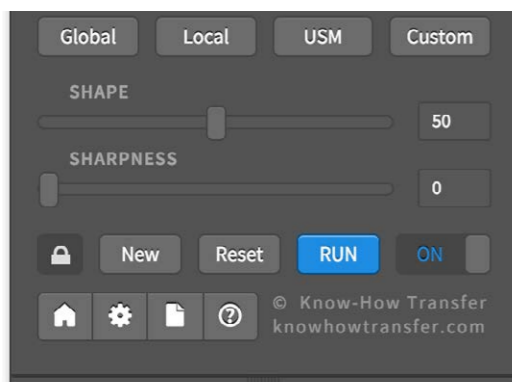 Global Local USM Custom
SHAPE
50
SHARPNESS
0
New Reset RUN ON
© Know-How Transfer
knowhowtransfer.com